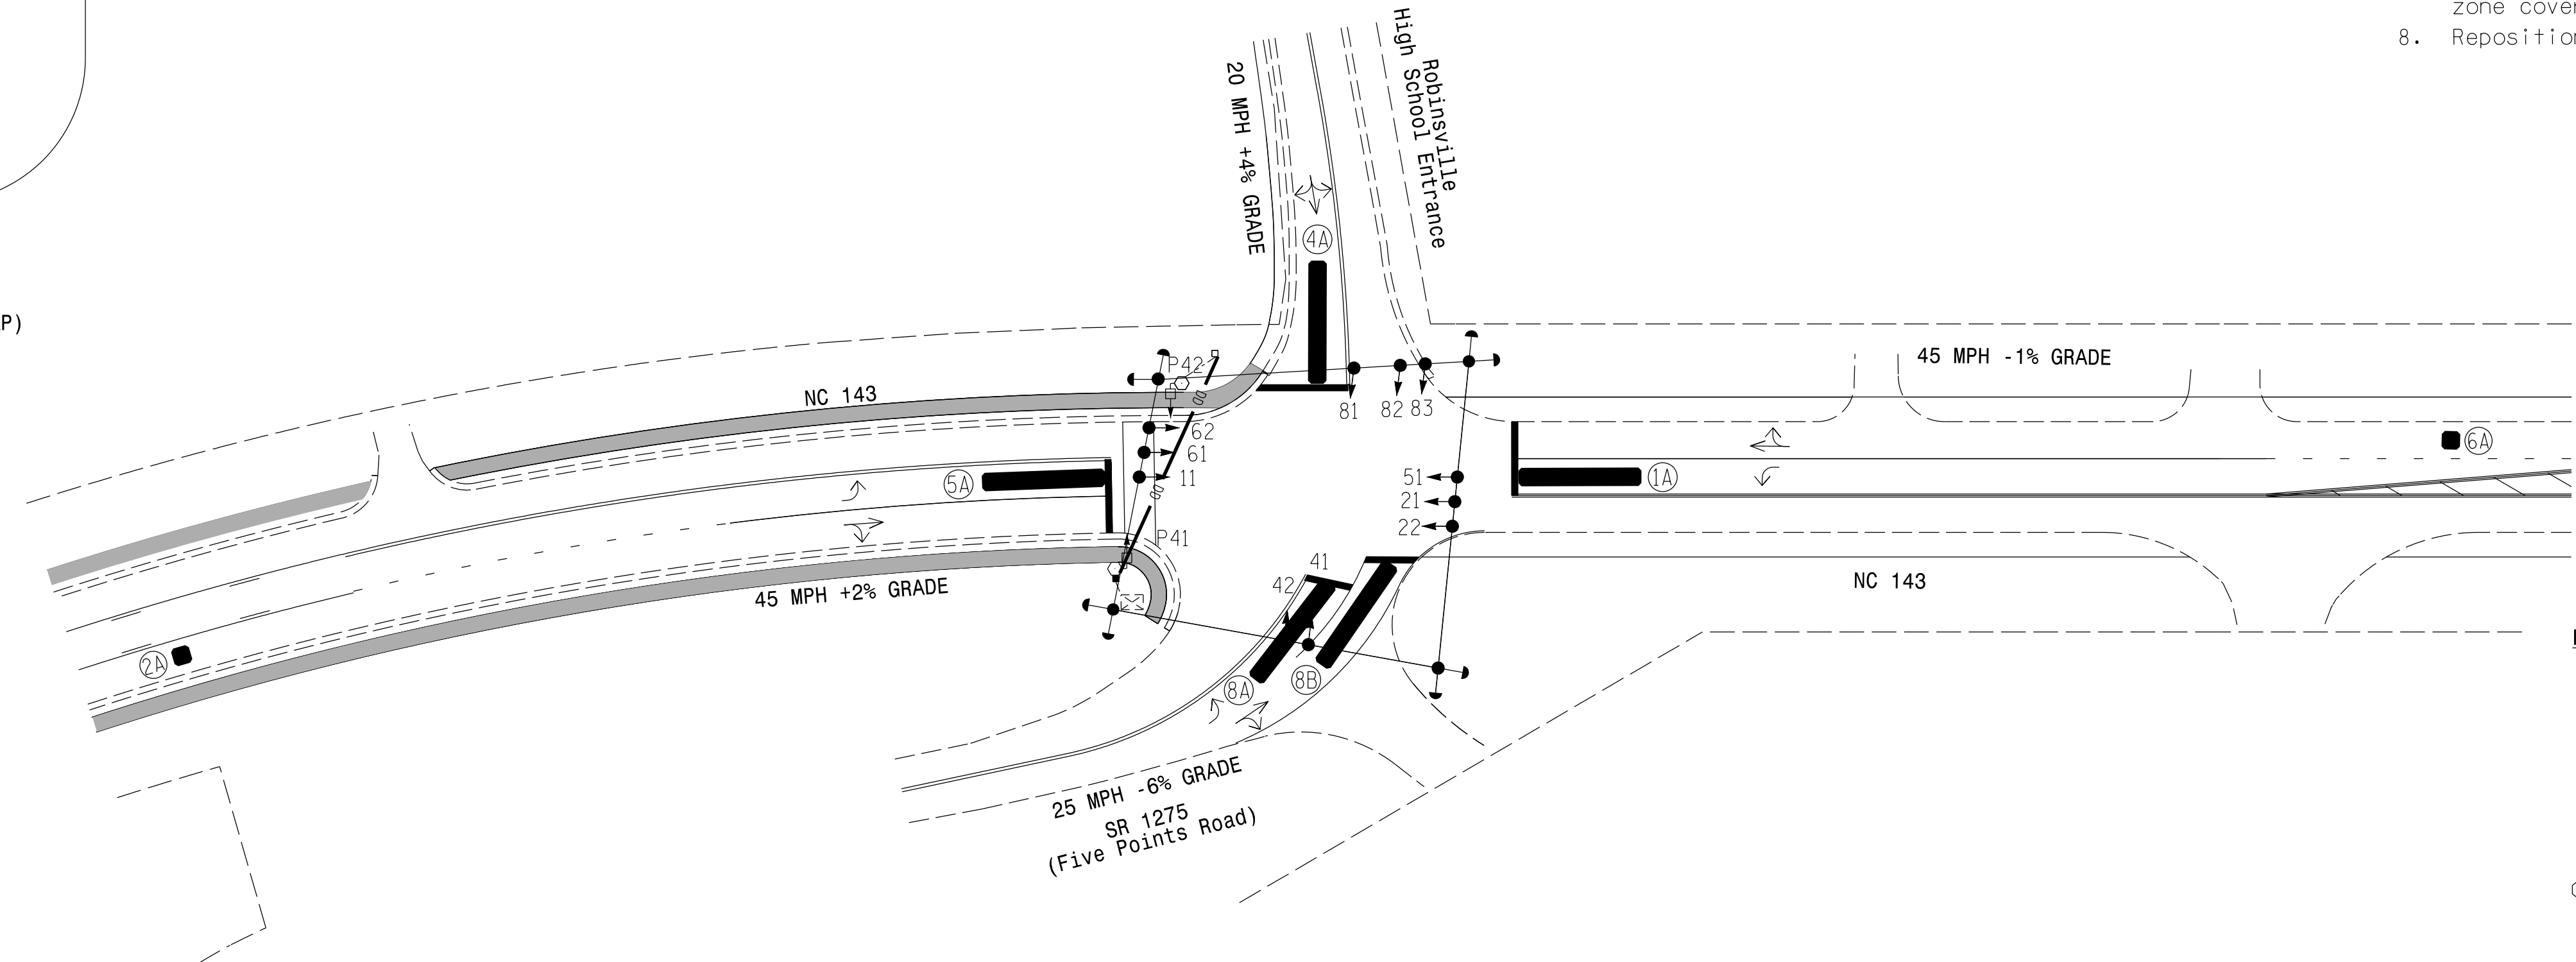 zone cover
8. Reposition
High School Entrance
Robinsville
20 MPH +4% GRADE
4A
P)
45 MPH -1% GRADE
P42
NC 143
81
82
83
62
61
11
6A
5A
51
1A
21
22
P41
41
42
45 MPH +2% GRADE
NC 143
2A
8A
8B
25 MPH -6% GRADE
SR 1275
(Five Points Road)